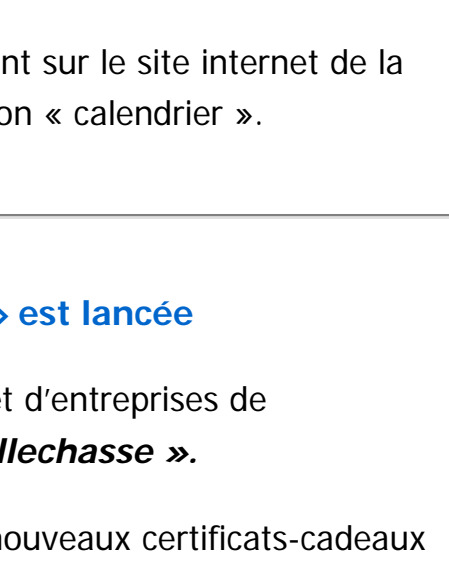 nt sur le site internet de la
on « calendrier ».
» est lancée
et d'entreprises de
llechasse ».
nouveaux certificats-cadeaux